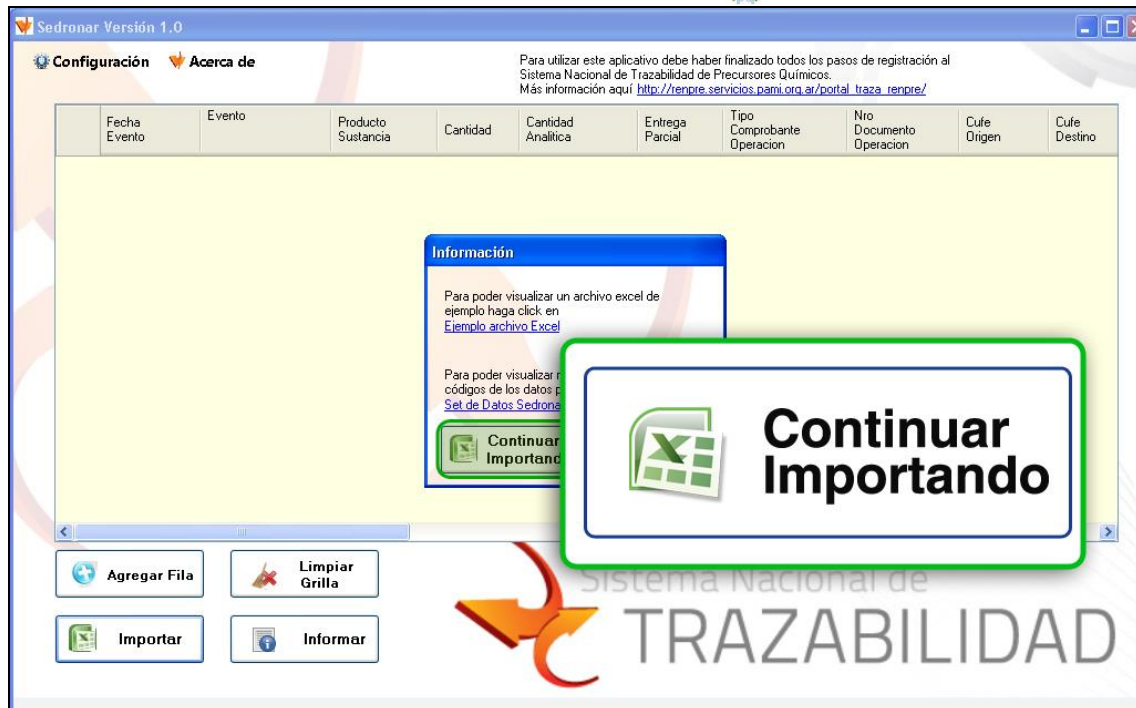 Sedronar Versión 1.0
Configuración Acerca de
Para utilizar este aplicativo debe haber finalizado todos los pasos de registración al
Sistema Nacional de Trazabilidad de Precursores Químicos.
Más información aquí http://renpre.servicios.pami.org.ar/portal_traza_renpre/
Fecha Evento
Evento
Producto Sustancia
Cantidad
Cantidad Analitica
Entrega Parcial
Tipo Comprobante Operacion
Nro Documento Operacion
Cufe Origen
Cufe Destino
Información
Para poder visualizar un archivo excel de
ejemplo haga click en
Ejemplo archivo Excel
Para poder visualizar
códigos de los datos
Set de Datos Sedrona
Continuar
Importand
Continuar
Importando
Agregar Fila
Limpiar
Grilla
Importar
Informar
Sistema Nacional de
TRAZABILIDAD